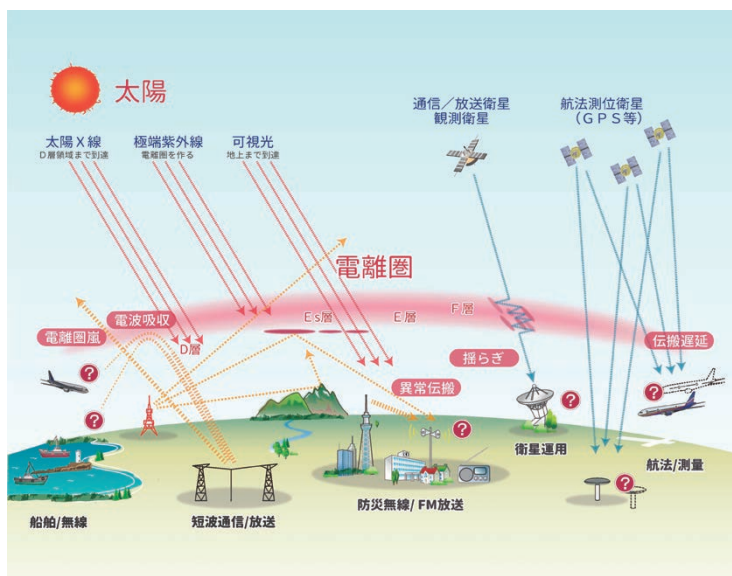 太陽
太陽X線
D層領域まで到達
極端紫外線
電離圏を作る
可視光
地上まで到達
通信／放送衛星
観測衛星
航法測位衛星
（GPS等）
電離圏
Es層
E層
F層
電波吸収
電離圏嵐
D層
伝搬遅延
揺らぎ
異常伝搬
?
?
?
?
?
?
衛星運用
航法/測量
防災無線/FM放送
短波通信/放送
船舶/無線